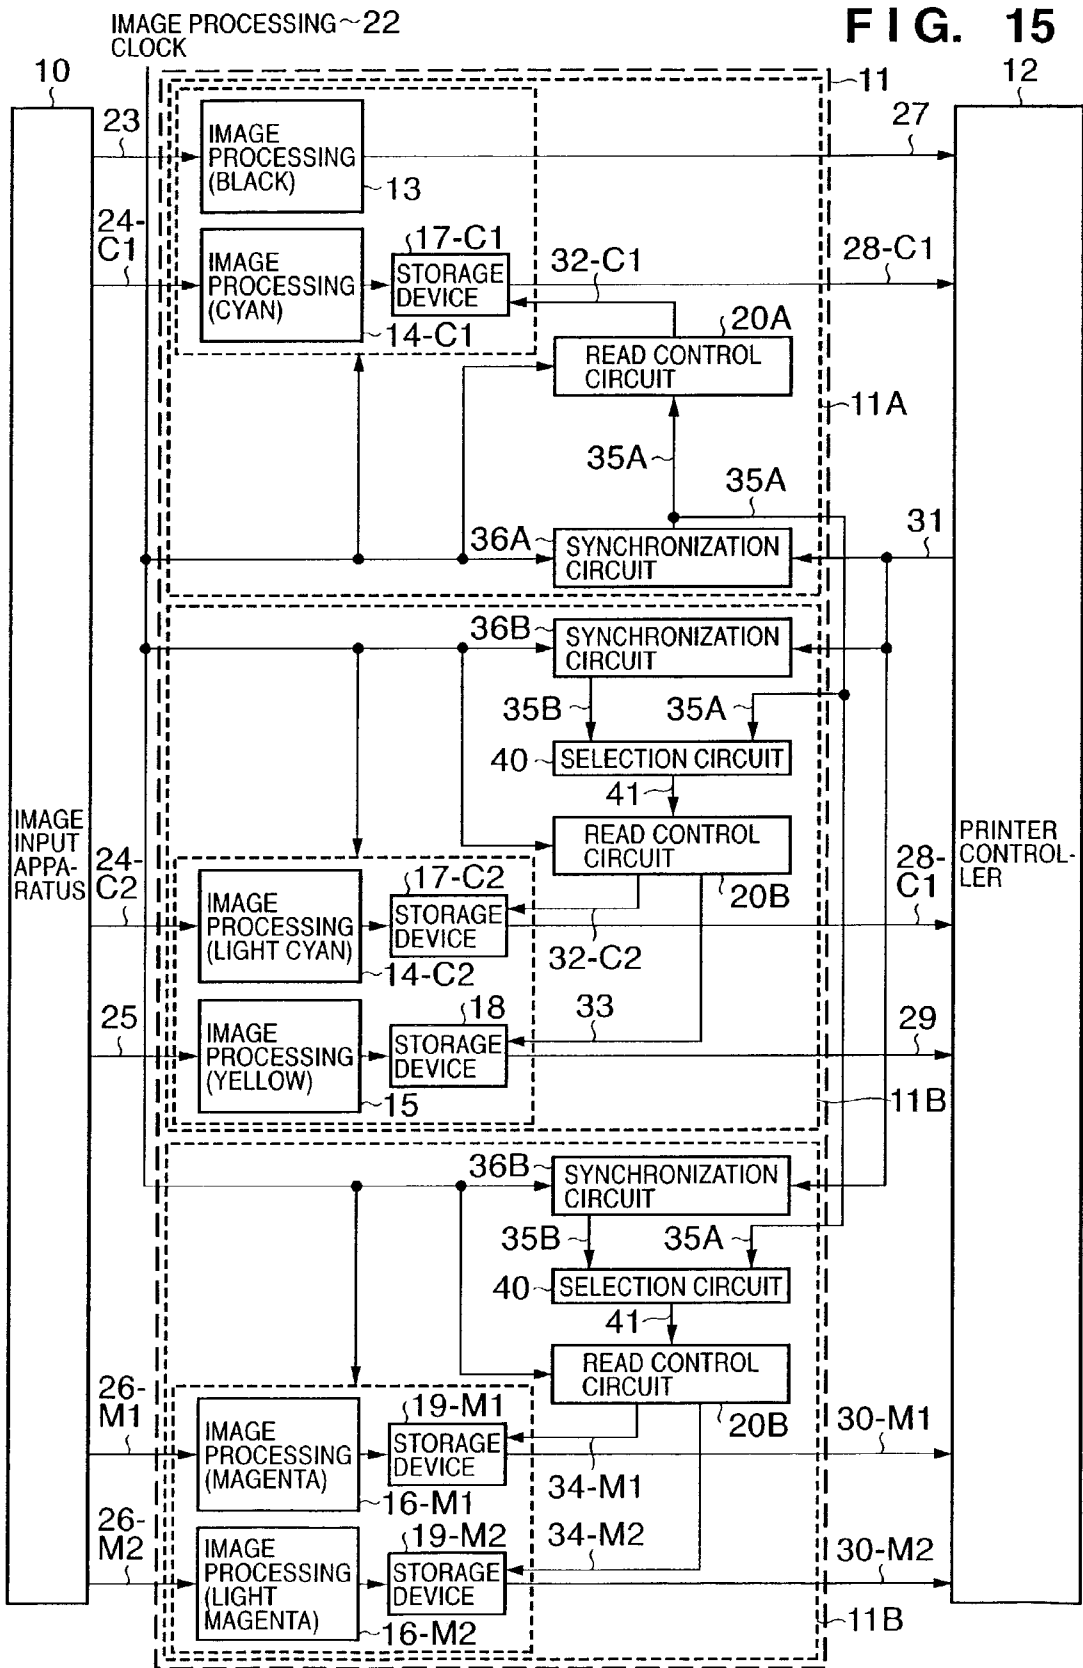 IMAGE PROCESSING~22
CLOCK
FIG. 15
10
11
12
23
IMAGE
PROCESSING
(BLACK)
13
27
24-
C1
IMAGE
PROCESSING
(CYAN)
14-C1
17-C1
STORAGE
DEVICE
32-C1
28-C1
20A
READ CONTROL
CIRCUIT
11A
35A
35A
36A
SYNCHRONIZATION
CIRCUIT
31
36B
SYNCHRONIZATION
CIRCUIT
35B
35A
40
SELECTION CIRCUIT
41
READ CONTROL
CIRCUIT
20B
IMAGE
INPUT
APPA-
RATUS
PRINTER
CONTROL-
LER
24-
C2
IMAGE
PROCESSING
(LIGHT CYAN)
14-C2
17-C2
STORAGE
DEVICE
32-C2
28-
C1
25
IMAGE
PROCESSING
(YELLOW)
15
18
STORAGE
DEVICE
33
29
11B
36B
SYNCHRONIZATION
CIRCUIT
35B
35A
40
SELECTION CIRCUIT
41
READ CONTROL
CIRCUIT
20B
26-
M1
IMAGE
PROCESSING
(MAGENTA)
16-M1
19-M1
STORAGE
DEVICE
34-M1
30-M1
26-
M2
IMAGE
PROCESSING
(LIGHT
MAGENTA)
16-M2
19-M2
STORAGE
DEVICE
34-M2
30-M2
11B